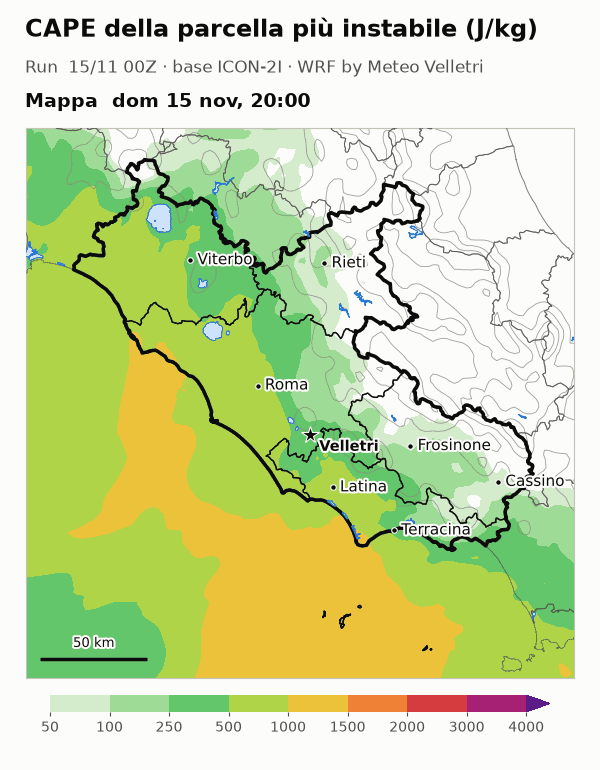 CAPE della parcella più instabile (J/kg)
Run  15/11 00Z · base ICON-2I · WRF by Meteo Velletri
Mappa  dom 15 nov, 20:00
Viterbo
Rieti
Roma
Velletri
Frosinone
Cassino
Latina
Terracina
50 km
50 100 250 500 1000 1500 2000 3000 4000